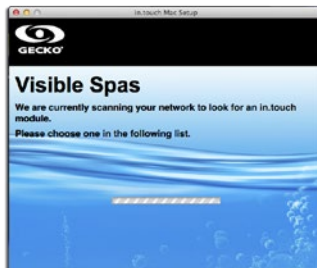 in.touch Mac Setup
GECKO
Visible Spas
We are currently scanning your network to look for an in.touch
module.
Please choose one in the following list.